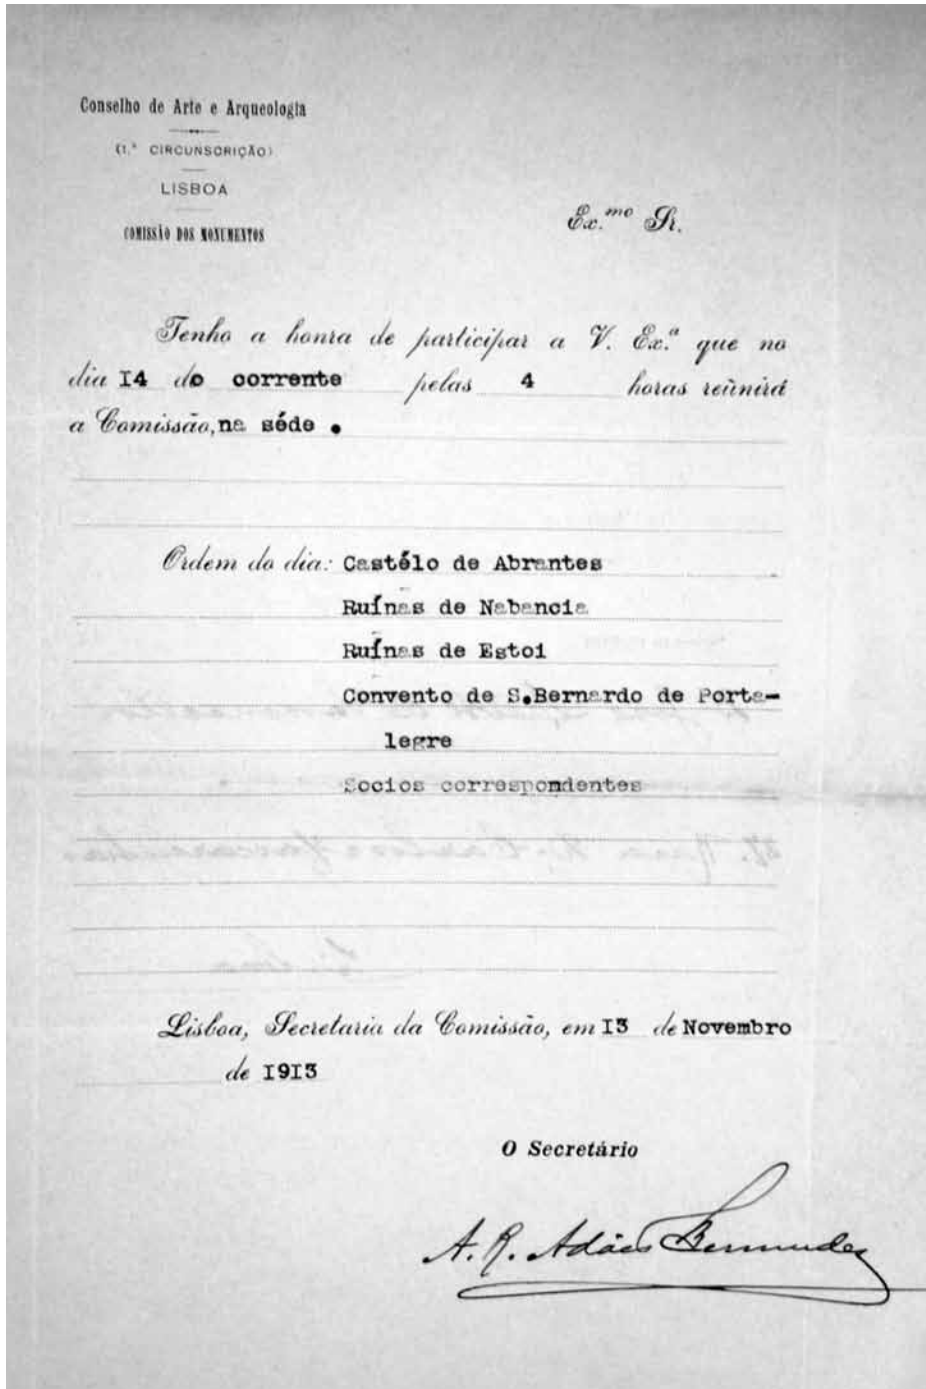 Conselho de Arte e Arqueologia
(1.ª CIRCUNSCRIÇÃO)
LISBOA
COMISSÃO DOS MONUMENTOS
Ex.mo Sr.
Tenho a honra de participar a V. Ex.ª que no
dia I4 do corrente pelas 4 horas reùnirá
a Comissão, na séde .
Ordem do dia: Castélo de Abrantes
Ruínas de Nabancia
Ruínas de Estoi
Convento de S.Bernardo de Porta-
legre
Socios correspondentes
Lisboa, Secretaria da Comissão, em I3 de Novembro
de I9I3
O Secretário
A. R. Adães Bermudes